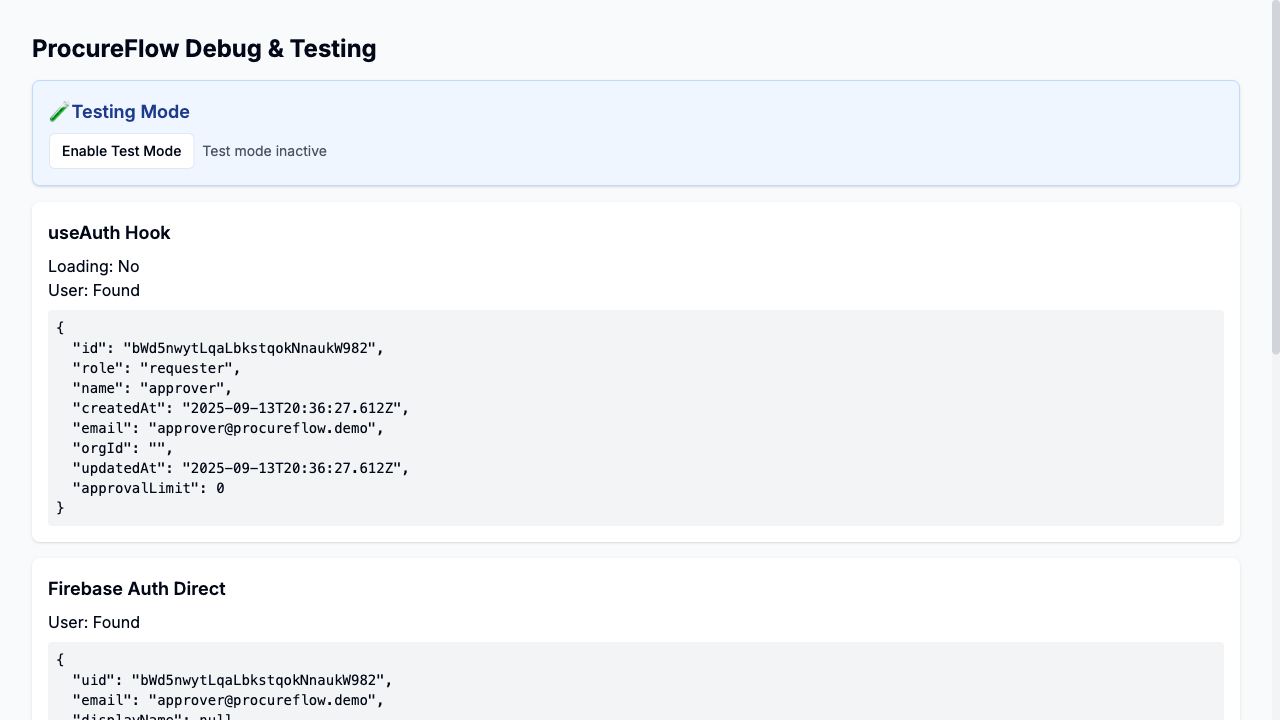 ProcureFlow Debug & Testing
Testing Mode
Enable Test Mode Test mode inactive
useAuth Hook
Loading: No
User: Found
{
"id": "bWd5nwytLqaLbkstqokNnaukW982",
"role": "requester",
"name": "approver",
"createdAt": "2025-09-13T20:36:27.612Z",
"email": "approver@procureflow.demo",
"orgId": "",
"updatedAt": "2025-09-13T20:36:27.612Z",
"approvalLimit": 0
}
Firebase Auth Direct
User: Found
{
"uid": "bWd5nwytLqaLbkstqokNnaukW982",
"email": "approver@procureflow.demo",
"displayName": null